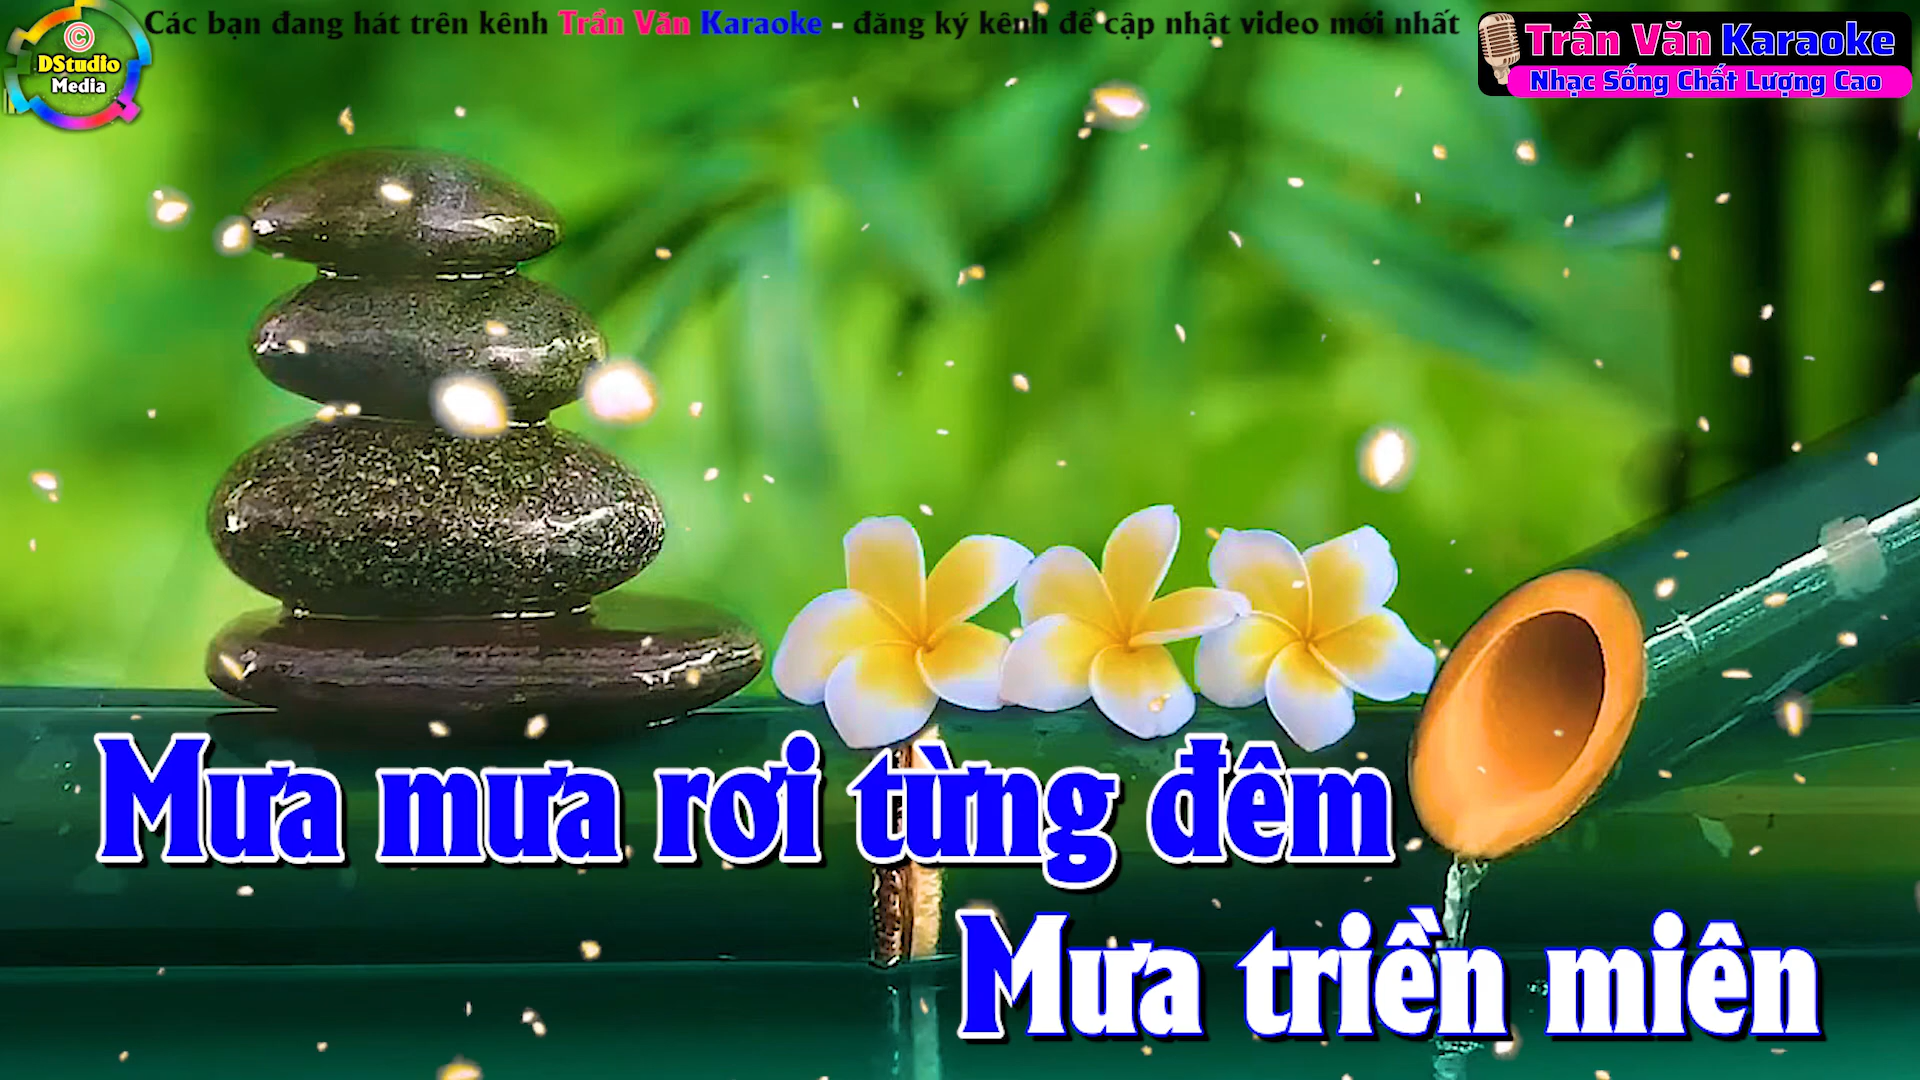 Các bạn đang hát trên kênh Trần Văn Karaoke - đăng ký kênh để cập nhật video mới nhất
©
DStudio
Media
Trần Văn Karaoke
Nhạc Sống Chất Lượng Cao
Mưa mưa rơi từng đêm
Mưa triền miên